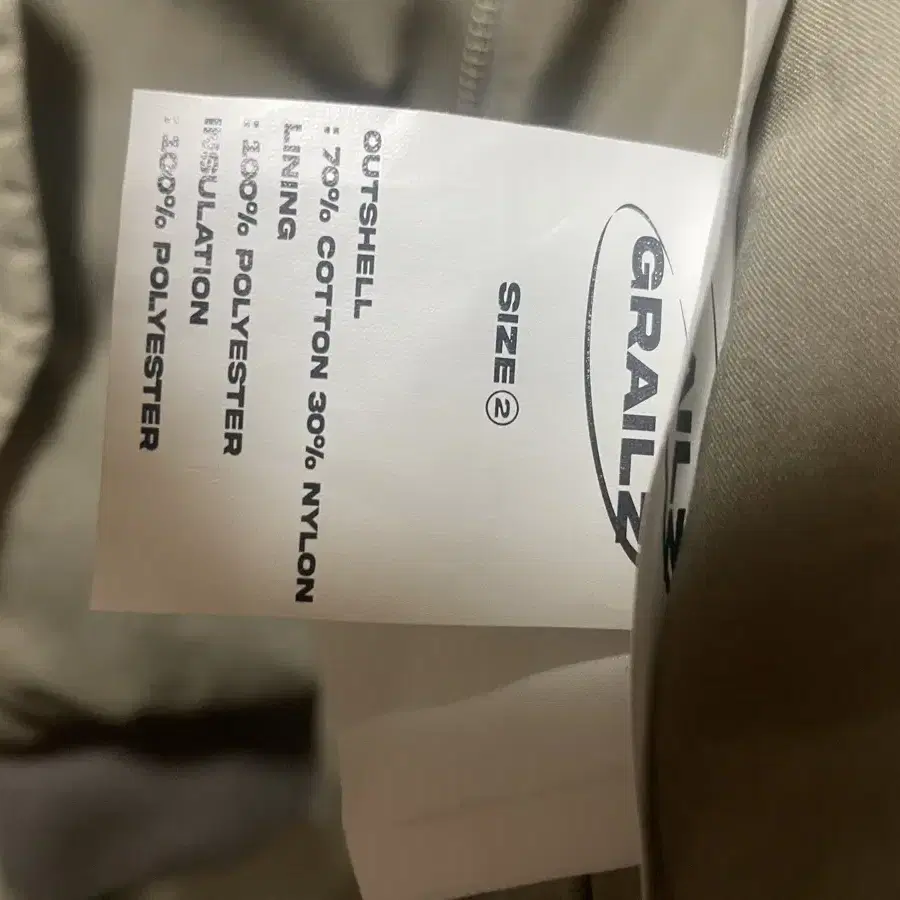 GRAILZ
SIZE ②
OUTSHELL
: 70% COTTON 30% NYLON
LINING
: 100% POLYESTER
INSULATION
: 100% POLYESTER